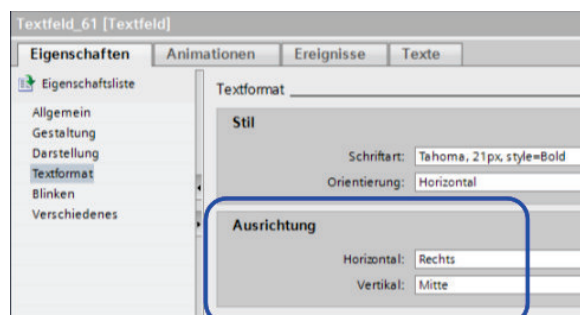 Textfeld_61 [Textfeld]
Eigenschaften Animationen Ereignisse Texte
Eigenschaftsliste
Allgemein
Gestaltung
Darstellung
Textformat
Blinken
Verschiedenes
Textformat
Stil
Schriftart: Tahoma, 21px, style=Bold
Orientierung: Horizontal
Ausrichtung
Horizontal: Rechts
Vertikal: Mitte